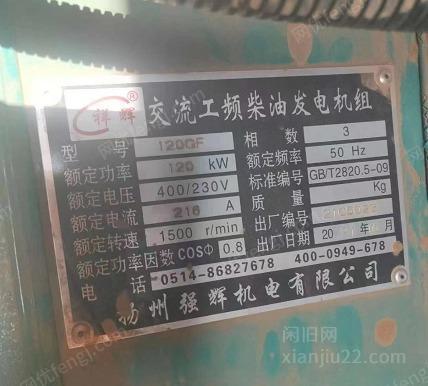 祥辉® 交流工频柴油发电机组
型 号 120GF 相 数 3
额定功率 120 kW 额定频率 50 Hz
额定电压 400/230V 标准编号 GB/T2820.5-09
额定电流 216 A 质 量 Kg
额定转速 1500 r/min 出厂编号
额定功率因数COSΦ 0.8 出厂日期 20 年 月
电 话 0514-86827678 400-0949-678
扬州强辉机电有限公司
闲旧网
xianjiu22.com